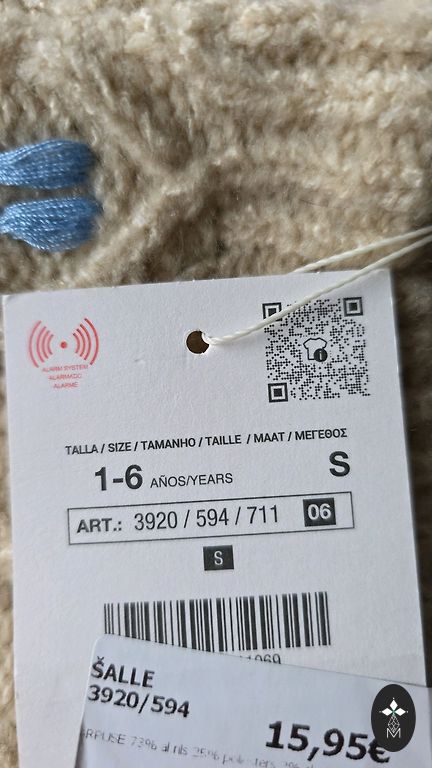 ALARM SYSTEM
ALARMADO
ALARME
TALLA / SIZE / TAMANHO / TAILLE / MAAT / ΜΕΓΕΘΟΣ
1-6 AÑOS/YEARS S
ART.: 3920 / 594 / 711 06
S
ŠALLE
3920/594
15,95€